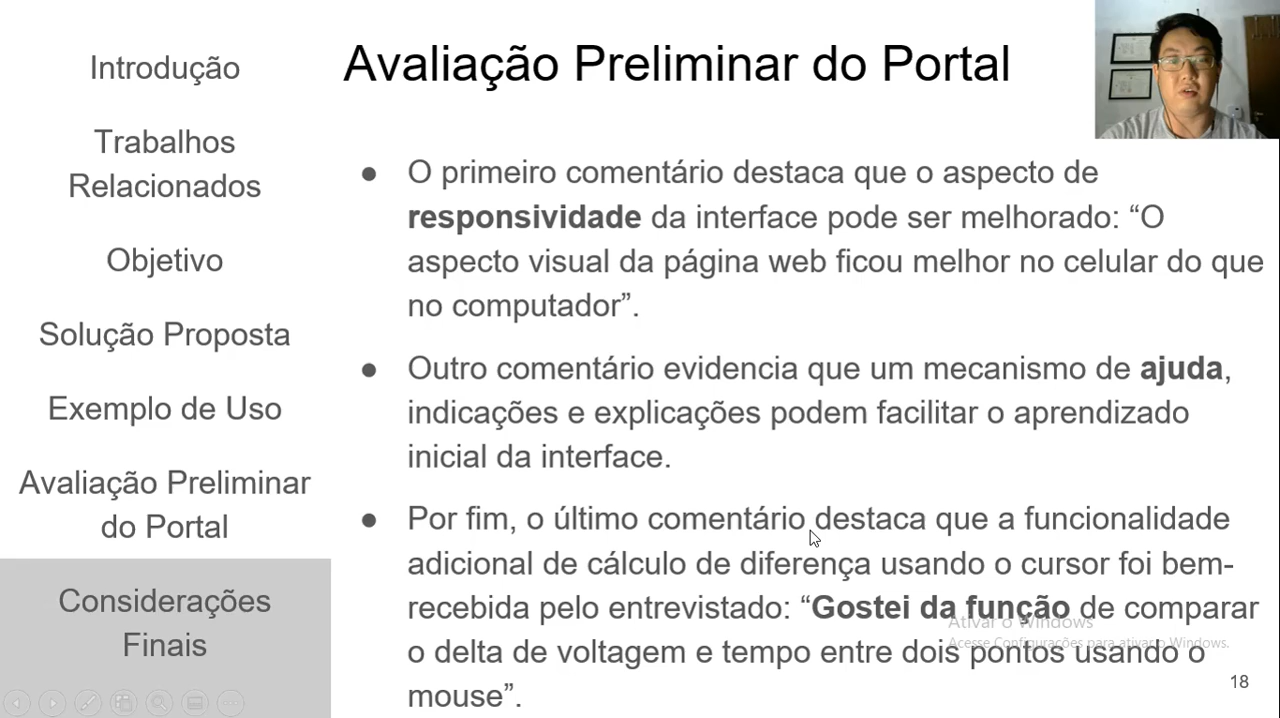 Introdução
Trabalhos
Relacionados
Objetivo
Solução Proposta
Exemplo de Uso
Avaliação Preliminar
do Portal
Considerações
Finais
Avaliação Preliminar do Portal
● O primeiro comentário destaca que o aspecto de
responsividade da interface pode ser melhorado: “O
aspecto visual da página web ficou melhor no celular do que
no computador”.
● Outro comentário evidencia que um mecanismo de ajuda,
indicações e explicações podem facilitar o aprendizado
inicial da interface.
● Por fim, o último comentário destaca que a funcionalidade
adicional de cálculo de diferença usando o cursor foi bem-
recebida pelo entrevistado: “Gostei da função de comparar
o delta de voltagem e tempo entre dois pontos usando o
mouse”.
Ativar o Windows
Acesse Configurações para ativar o Windows.
18